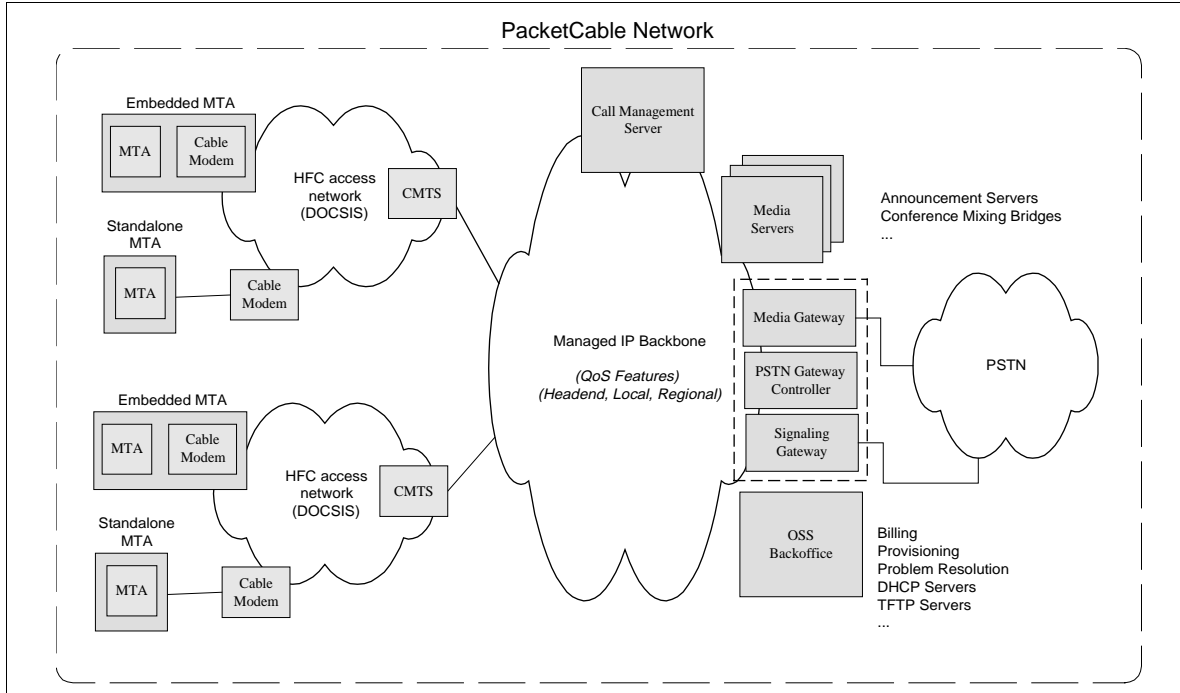 PacketCable Network
Embedded MTA
MTA
Cable
Modem
HFC access
network
(DOCSIS)
CMTS
Standalone
MTA
MTA
Cable
Modem
Embedded MTA
MTA
Cable
Modem
HFC access
network
(DOCSIS)
CMTS
Standalone
MTA
MTA
Cable
Modem
Call Management
Server
Managed IP Backbone
(QoS Features)
(Headend, Local, Regional)
Media
Servers
Announcement Servers
Conference Mixing Bridges
...
Media Gateway
PSTN Gateway
Controller
Signaling
Gateway
PSTN
OSS
Backoffice
Billing
Provisioning
Problem Resolution
DHCP Servers
TFTP Servers
...